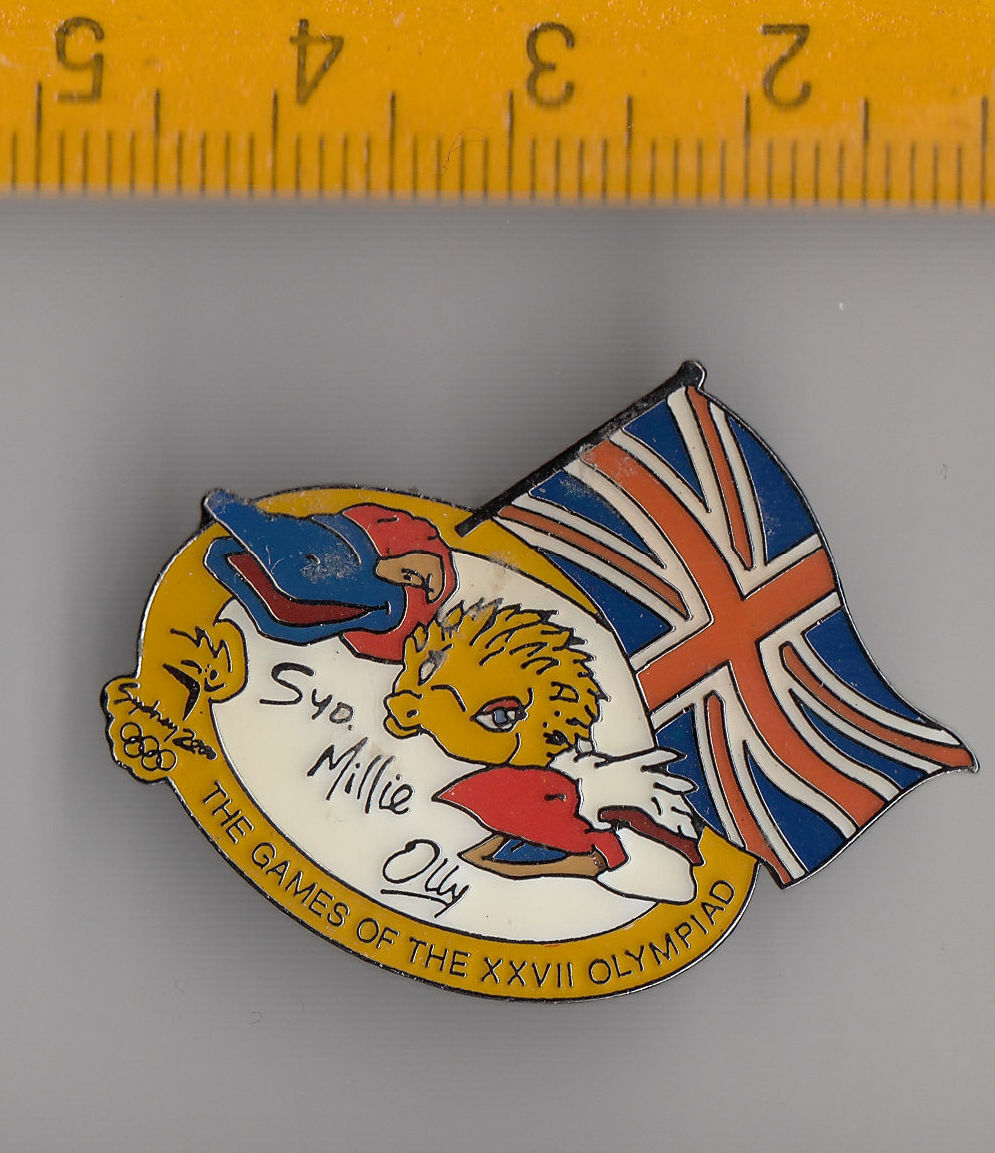 5 4 3 2
Syd.
Millie
Olly
Sydney 2000
THE GAMES OF THE XXVII OLYMPIAD